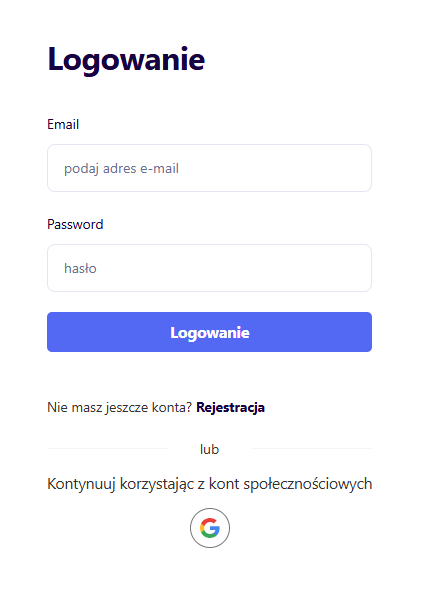 Logowanie
Email
podaj adres e-mail
Password
hasło
Logowanie
Nie masz jeszcze konta? Rejestracja
lub
Kontynuuj korzystając z kont społecznościowych